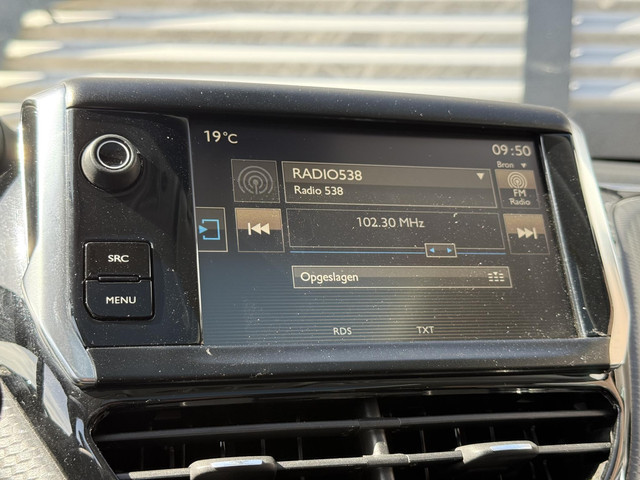 19°C
09:50
Bron
RADIO538
Radio 538
FM
Radio
102.30 MHz
SRC
MENU
Opgeslagen
RDS TXT